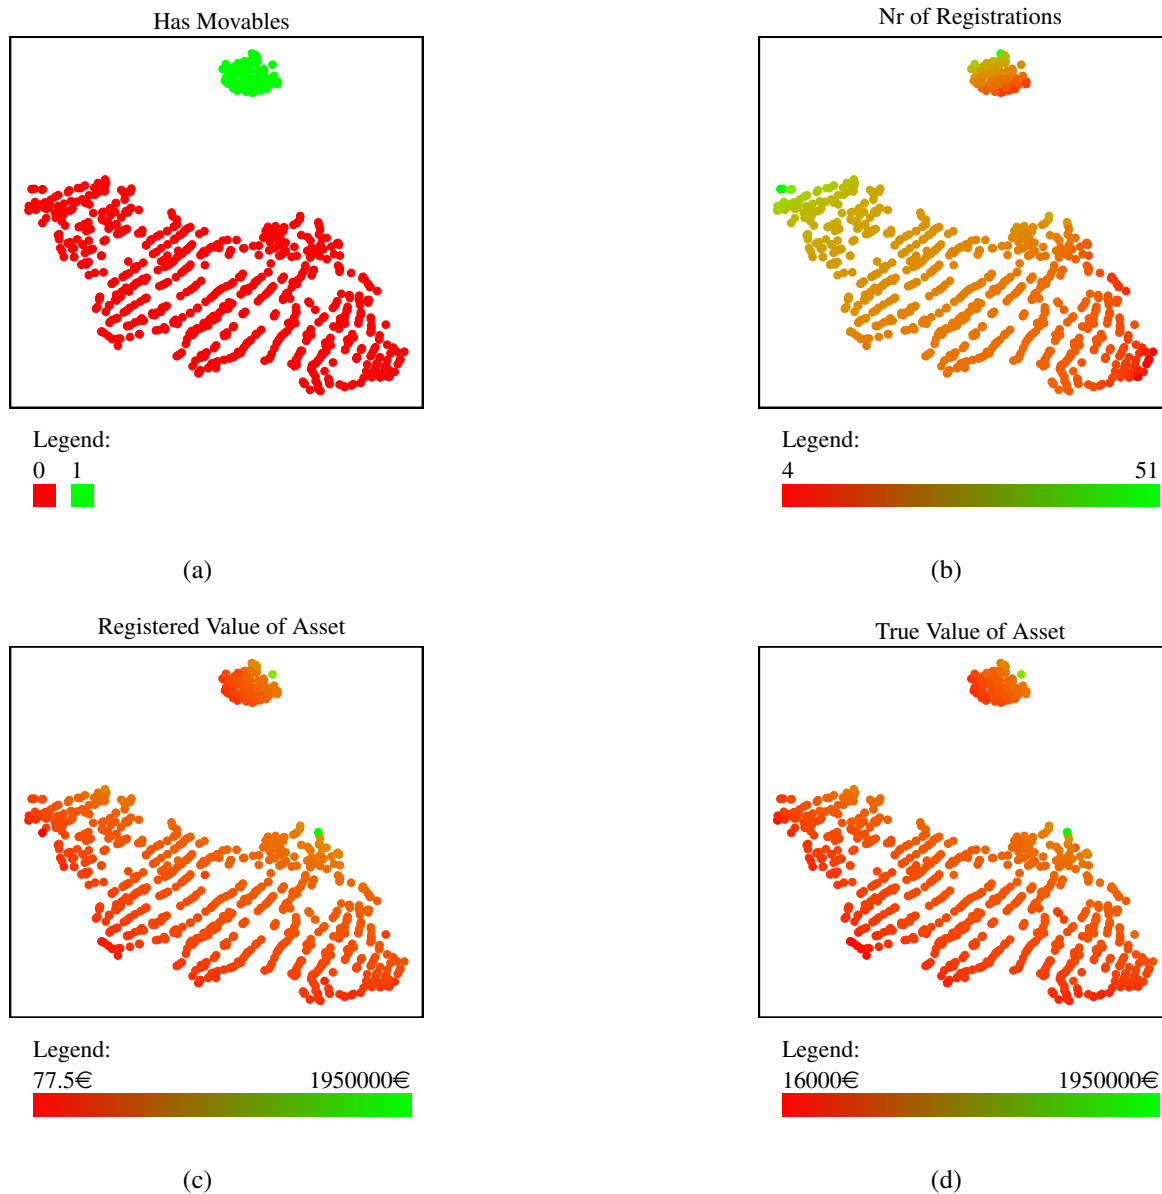 Has Movables
Legend:
0 1
(a)
Nr of Registrations
Legend:
4 51
(b)
Registered Value of Asset
Legend:
77.5€ 1950000€
(c)
True Value of Asset
Legend:
16000€ 1950000€
(d)